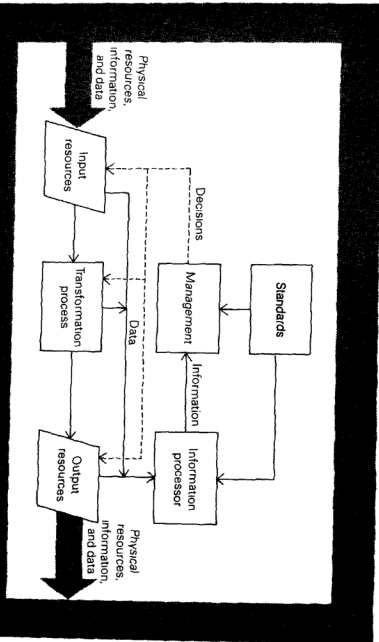 Standards
Management
Information
processor
Information
Decisions
Data
Physical
resources,
information,
and data
Input
resources
Transformation
process
Output
resources
Physical
resources,
information,
and data